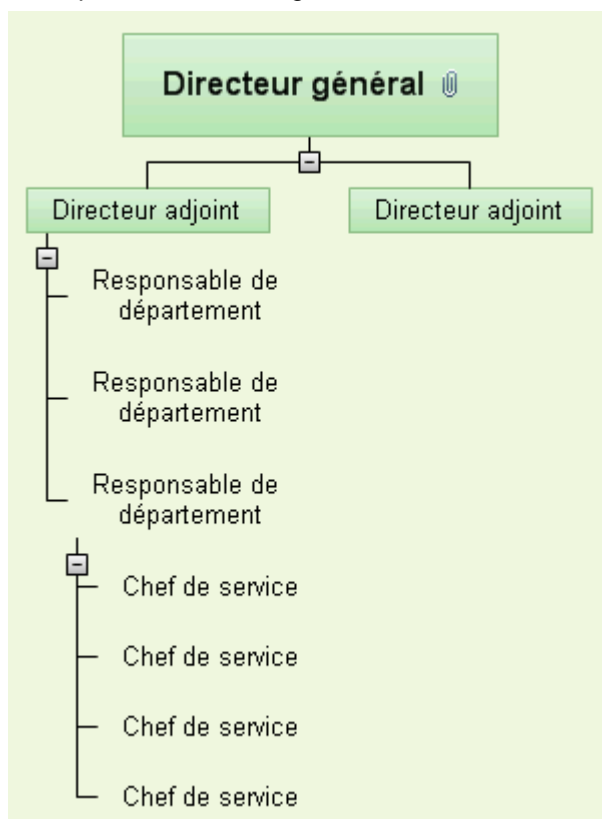 Directeur général
Directeur adjoint
Directeur adjoint
Responsable de
département
Responsable de
département
Responsable de
département
Chef de service
Chef de service
Chef de service
Chef de service